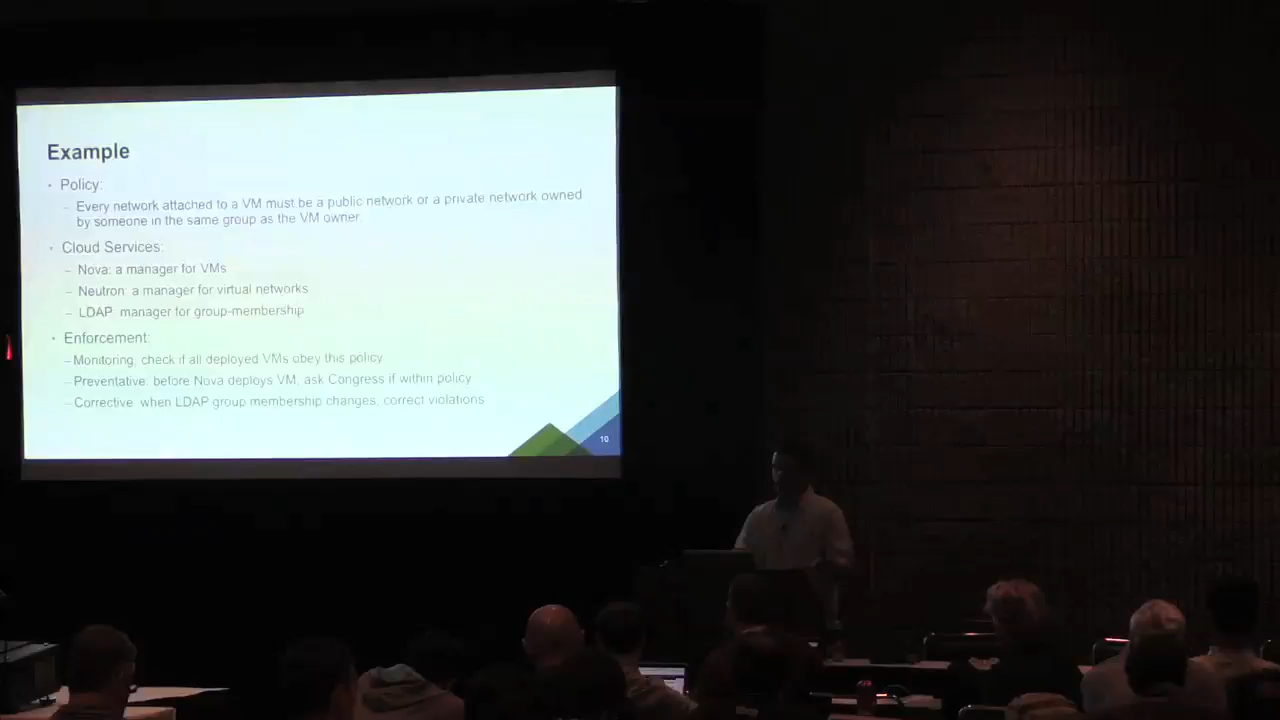 Example
• Policy:
– Every network attached to a VM must be a public network or a private network owned
by someone in the same group as the VM owner.
• Cloud Services:
– Nova: a manager for VMs
– Neutron: a manager for virtual networks
– LDAP: manager for group-membership
• Enforcement:
– Monitoring: check if all deployed VMs obey this policy
– Preventative: before Nova deploys VM, ask Congress if within policy
– Corrective: when LDAP group membership changes, correct violations
10